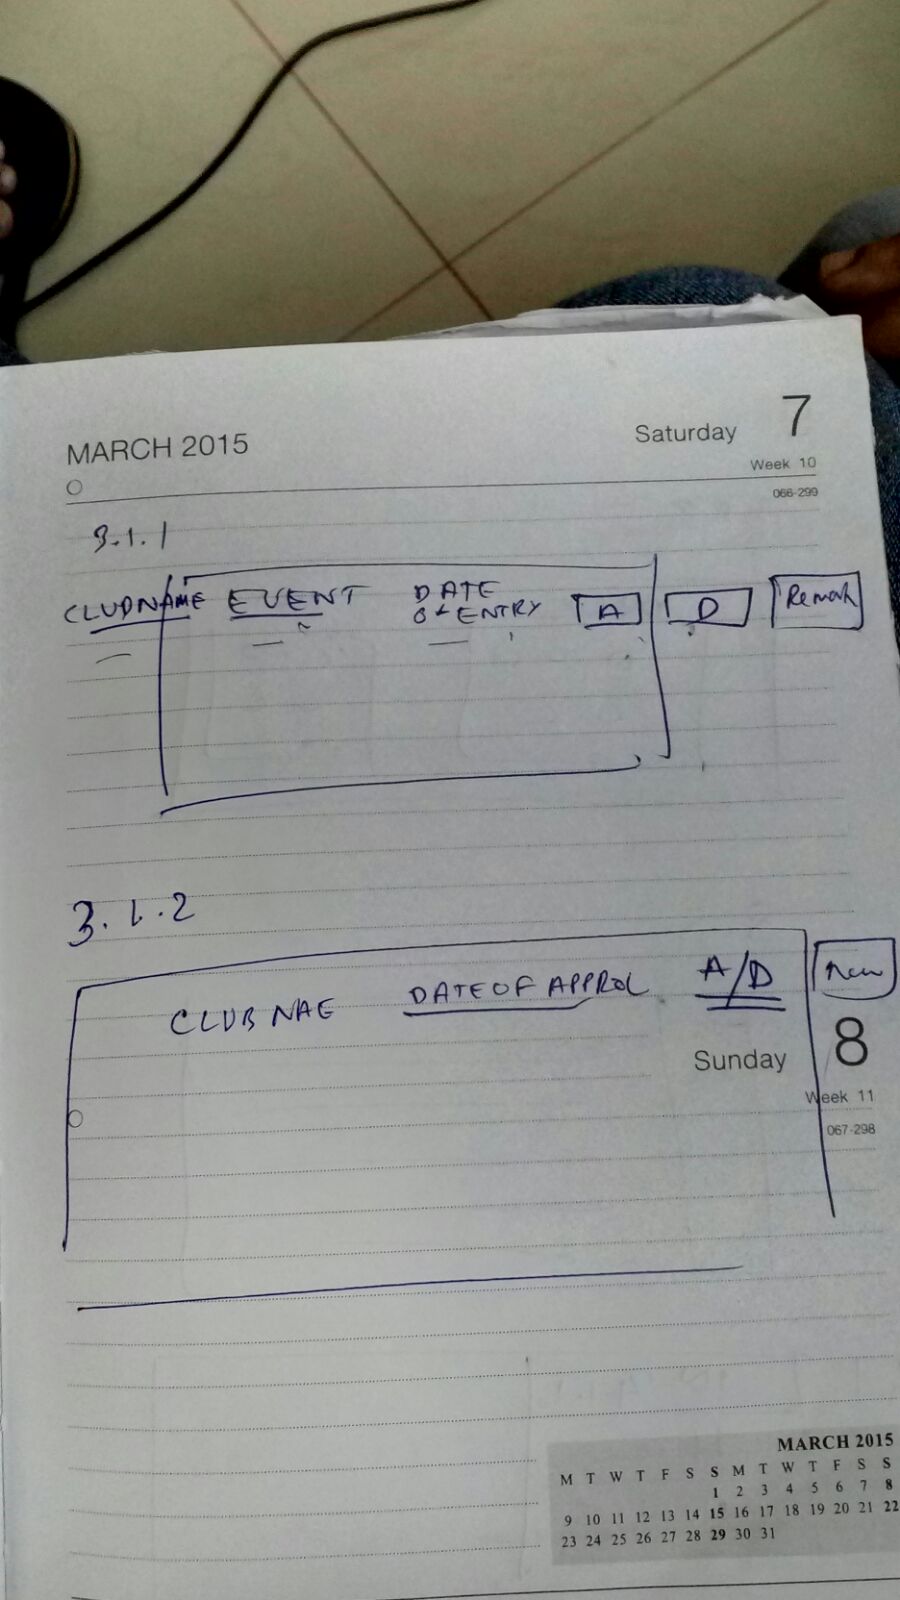 MARCH 2015
Saturday 7
Week 10
066-299
3.1.1
CLUDNAME EVENT DATE A D Remark
Of ENTRY
3.1.2
CLUB NAE DATE OF APPROL A/D
Sunday 8
Week 11
067-298
MARCH 2015
M T W T F S S M T W T F S S
1 2 3 4 5 6 7 8
9 10 11 12 13 14 15 16 17 18 19 20 21 22
23 24 25 26 27 28 29 30 31